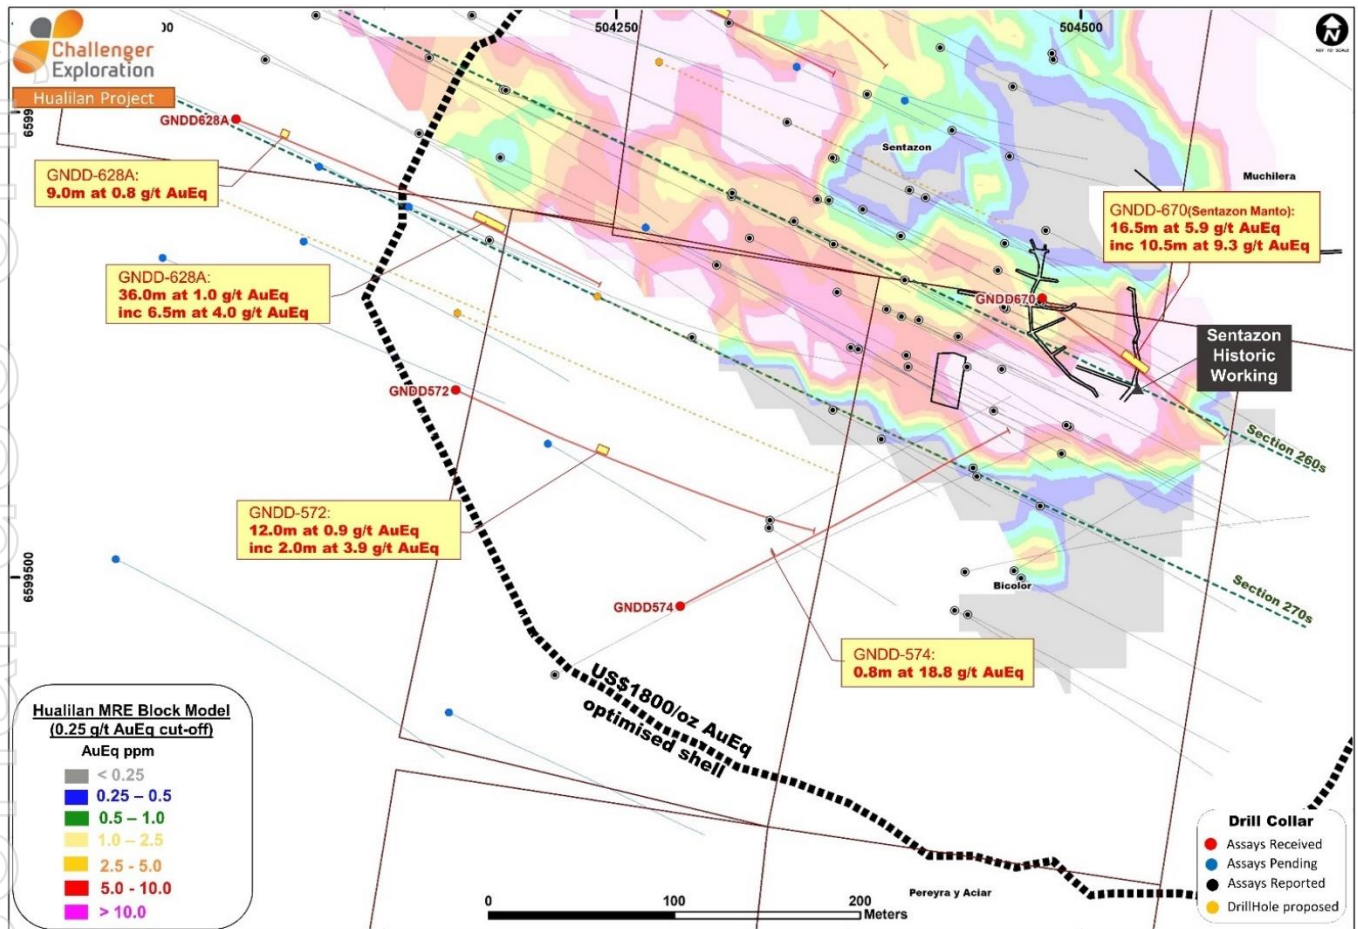 Challenger
Exploration
Hualilan Project
00
504250
504500
N
6599
6599500
GNDD628A
GNDD-628A:
9.0m at 0.8 g/t AuEq
Sentazon
Muchilera
GNDD-670(Sentazon Manto):
16.5m at 5.9 g/t AuEq
inc 10.5m at 9.3 g/t AuEq
GNDD-628A:
36.0m at 1.0 g/t AuEq
inc 6.5m at 4.0 g/t AuEq
GNDD670
Sentazon
Historic
Working
GNDD572
Section 260s
GNDD-572:
12.0m at 0.9 g/t AuEq
inc 2.0m at 3.9 g/t AuEq
Bicolor
Section 270s
GNDD574
GNDD-574:
0.8m at 18.8 g/t AuEq
US$1800/oz AuEq
optimised shell
Hualilan MRE Block Model
(0.25 g/t AuEq cut-off)
AuEq ppm
< 0.25
0.25 – 0.5
0.5 – 1.0
1.0 – 2.5
2.5 - 5.0
5.0 - 10.0
> 10.0
Drill Collar
Assays Received
Assays Pending
Assays Reported
DrillHole proposed
Pereyra y Aciar
0
100
200
Meters